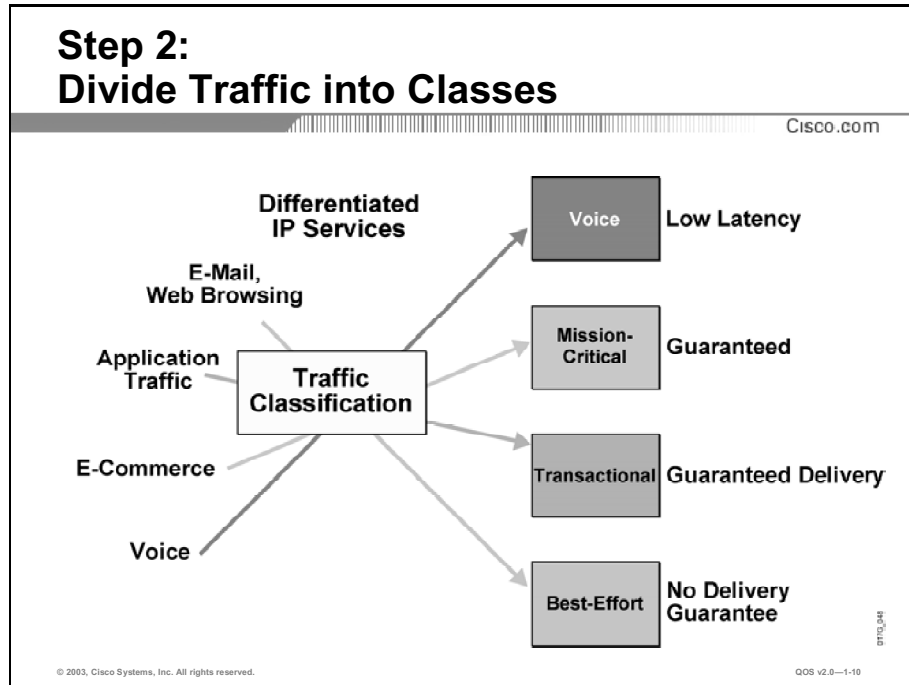 Step 2:
Divide Traffic into Classes
Cisco.com
Differentiated
IP Services
E-Mail,
Web Browsing
Application
Traffic
E-Commerce
Voice
Traffic
Classification
Voice
Low Latency
Mission-
Critical
Guaranteed
Transactional
Guaranteed Delivery
Best-Effort
No Delivery
Guarantee
© 2003, Cisco Systems, Inc. All rights reserved.
QOS v2.0—1-10